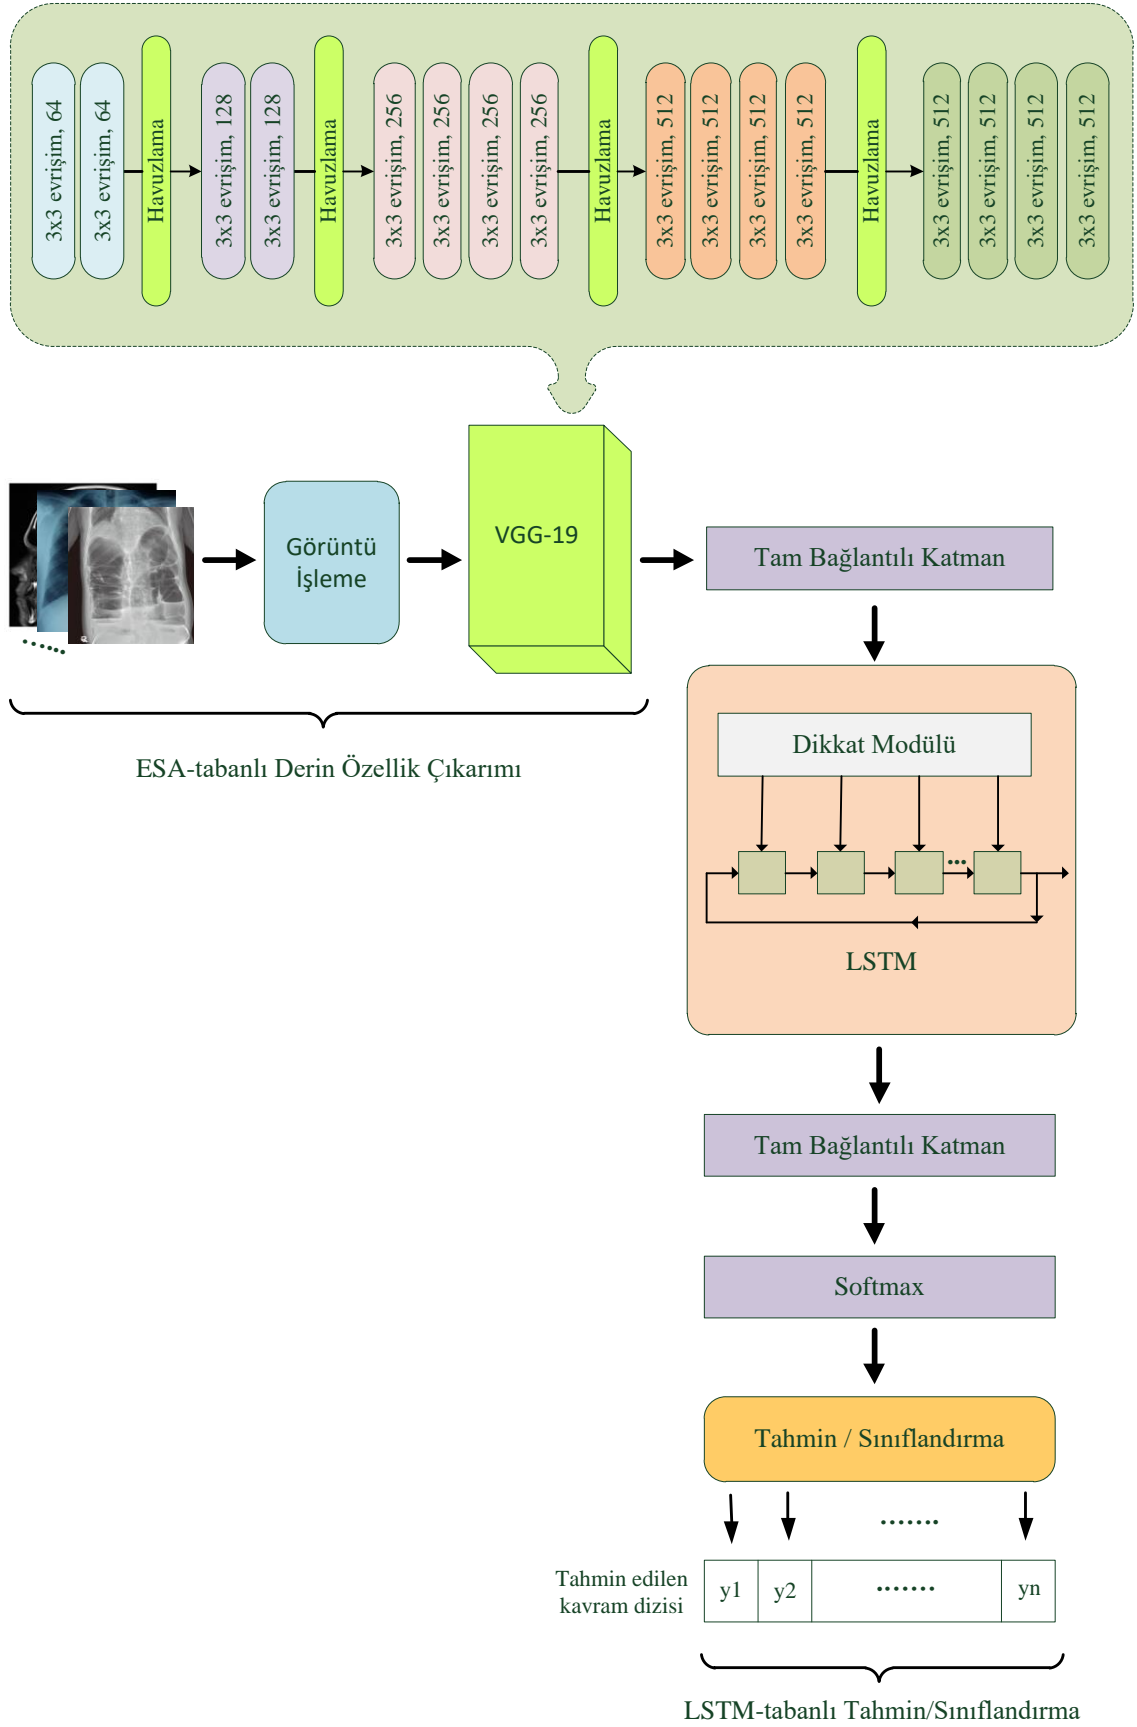 3x3 evrişim, 64
3x3 evrişim, 64
Havuzlama
3x3 evrişim, 128
3x3 evrişim, 128
Havuzlama
3x3 evrişim, 256
3x3 evrişim, 256
3x3 evrişim, 256
3x3 evrişim, 256
Havuzlama
3x3 evrişim, 512
3x3 evrişim, 512
3x3 evrişim, 512
3x3 evrişim, 512
Havuzlama
3x3 evrişim, 512
3x3 evrişim, 512
3x3 evrişim, 512
3x3 evrişim, 512
Görüntü
İşleme
VGG-19
Tam Bağlantılı Katman
ESA-tabanlı Derin Özellik Çıkarımı
Dikkat Modülü
LSTM
Tam Bağlantılı Katman
Softmax
Tahmin / Sınıflandırma
Tahmin edilen
kavram dizisi
y1
y2
.......
yn
LSTM-tabanlı Tahmin/Sınıflandırma